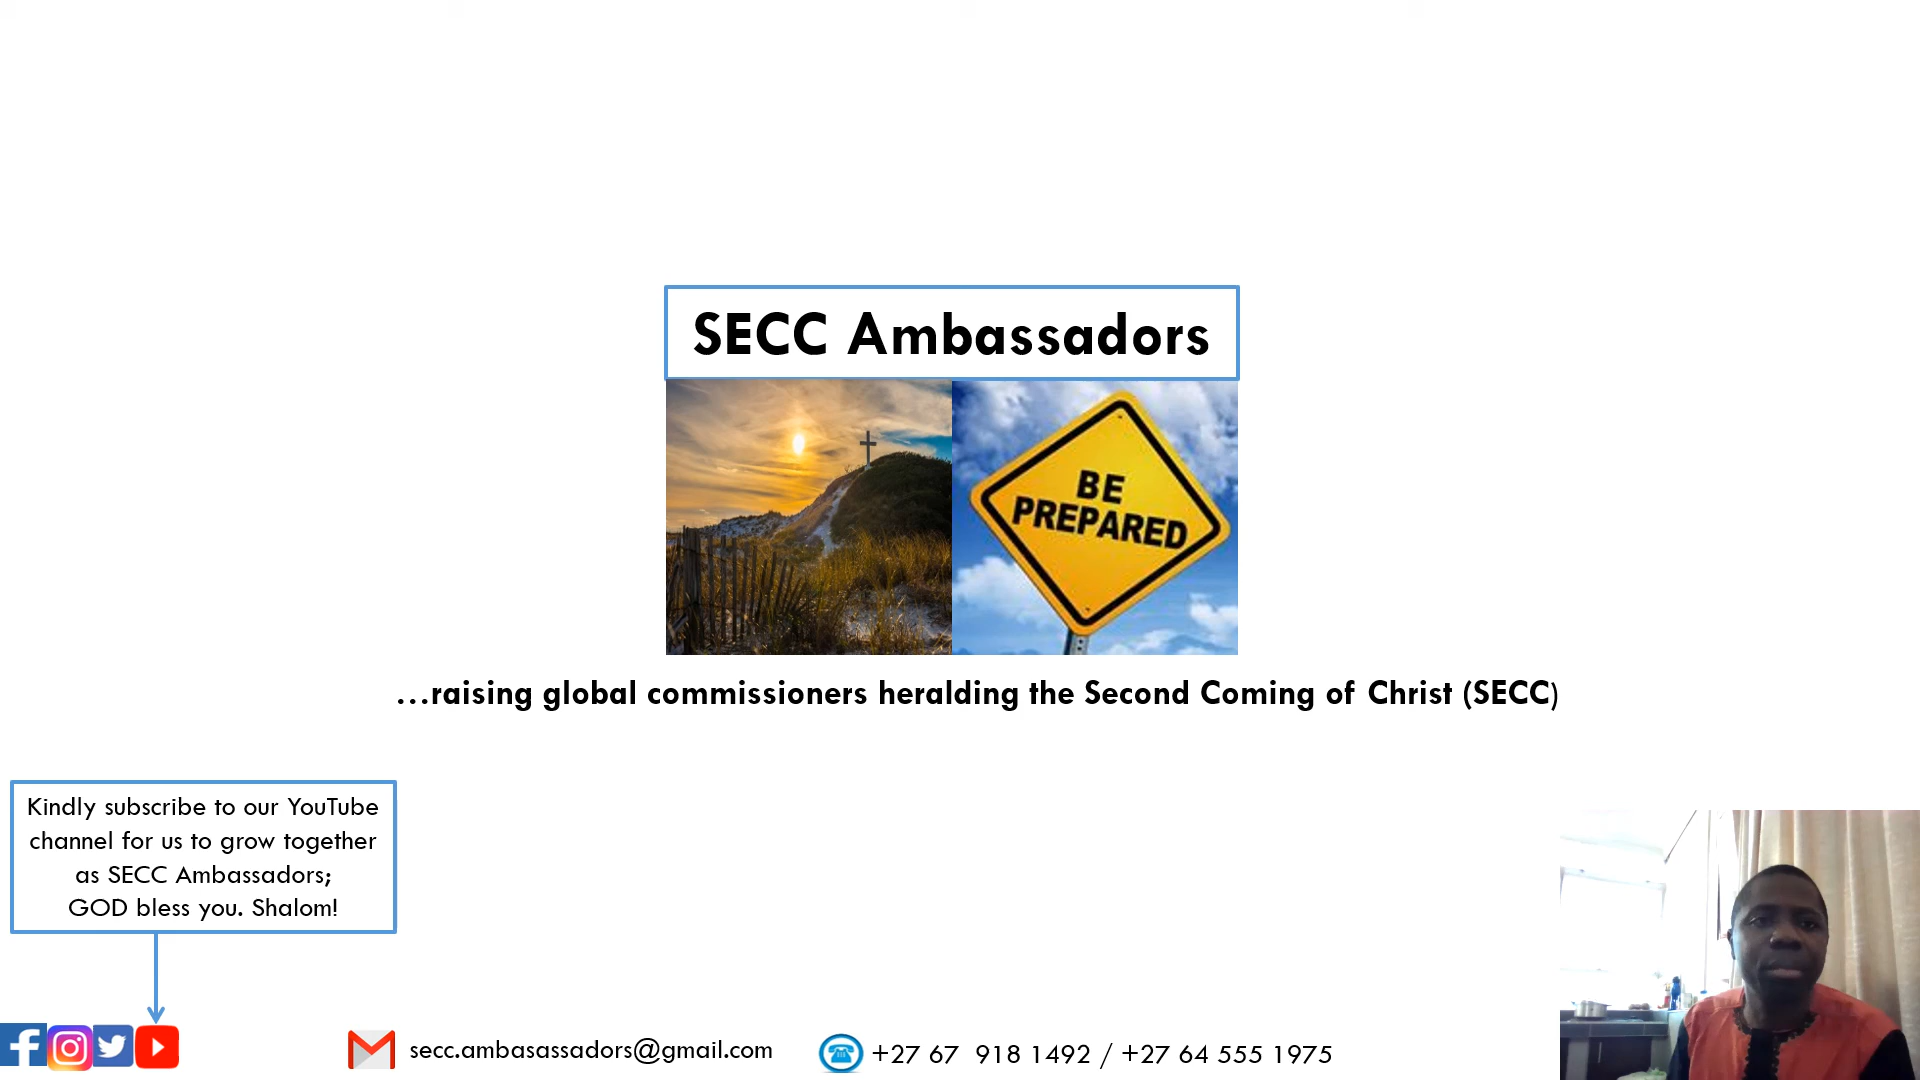 SECC Ambassadors
BE
PREPARED
…raising global commissioners heralding the Second Coming of Christ (SECC)
Kindly subscribe to our YouTube
channel for us to grow together
as SECC Ambassadors;
GOD bless you. Shalom!
secc.ambasassadors@gmail.com
+27 67 918 1492 / +27 64 555 1975